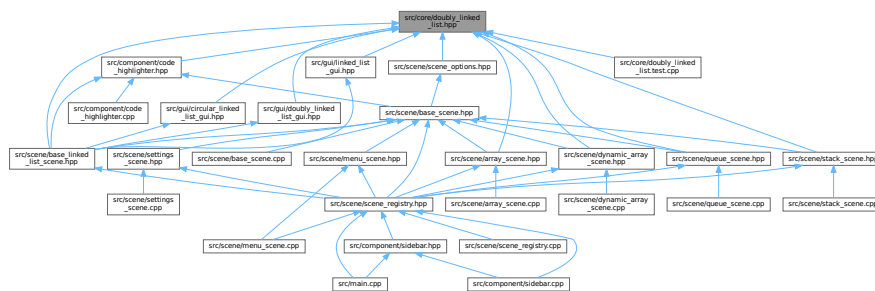 src/core/doubly_linked
_list.hpp
src/component/code
_highlighter.hpp
src/gui/linked_list
_gui.hpp
src/scene/scene_options.hpp
src/core/doubly_linked
_list.test.cpp
src/component/code
_highlighter.cpp
src/gui/circular_linked
_list_gui.hpp
src/gui/doubly_linked
_list_gui.hpp
src/scene/base_scene.hpp
src/scene/base_linked
_list_scene.hpp
src/scene/settings
_scene.hpp
src/scene/base_scene.cpp
src/scene/menu_scene.hpp
src/scene/array_scene.hpp
src/scene/dynamic_array
_scene.hpp
src/scene/queue_scene.hpp
src/scene/stack_scene.hpp
src/scene/settings
_scene.cpp
src/scene/scene_registry.hpp
src/scene/array_scene.cpp
src/scene/dynamic_array
_scene.cpp
src/scene/queue_scene.cpp
src/scene/stack_scene.cpp
src/scene/menu_scene.cpp
src/component/sidebar.hpp
src/scene/scene_registry.cpp
src/main.cpp
src/component/sidebar.cpp